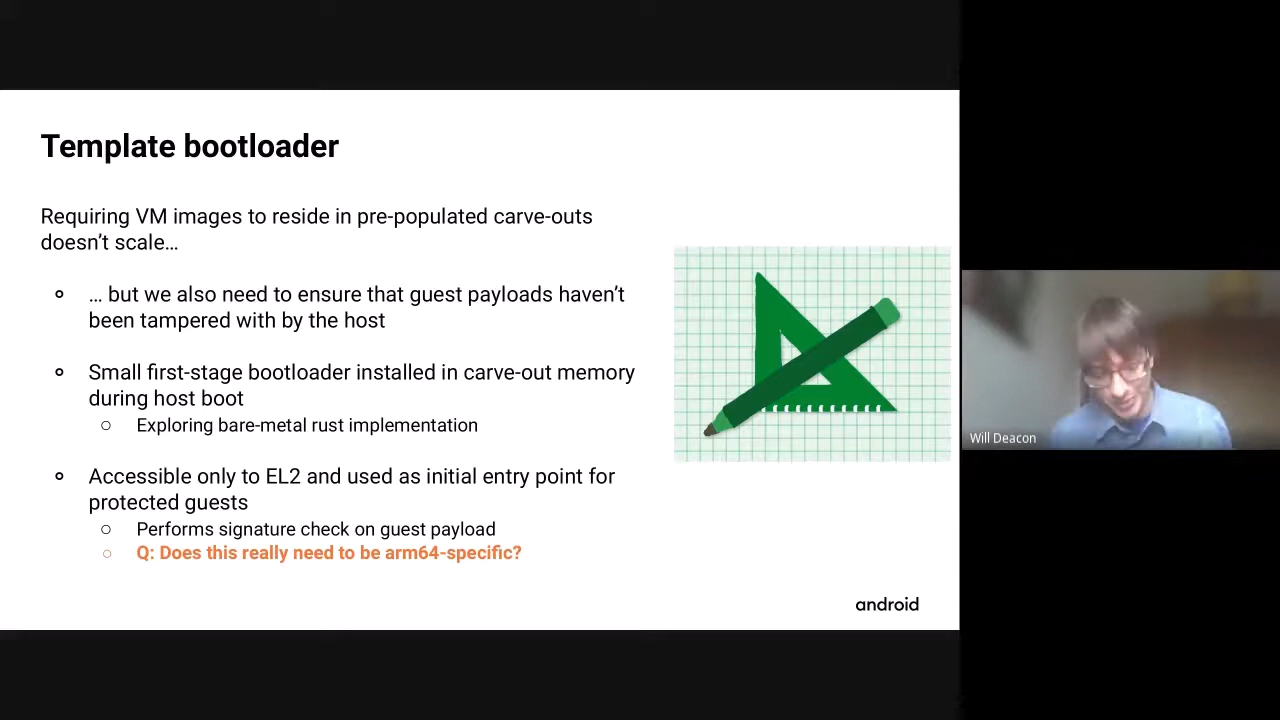 Template bootloader
Requiring VM images to reside in pre-populated carve-outs
doesn't scale…
… but we also need to ensure that guest payloads haven't
been tampered with by the host
Small first-stage bootloader installed in carve-out memory
during host boot
Exploring bare-metal rust implementation
Accessible only to EL2 and used as initial entry point for
protected guests
Performs signature check on guest payload
Q: Does this really need to be arm64-specific?
android
Will Deacon